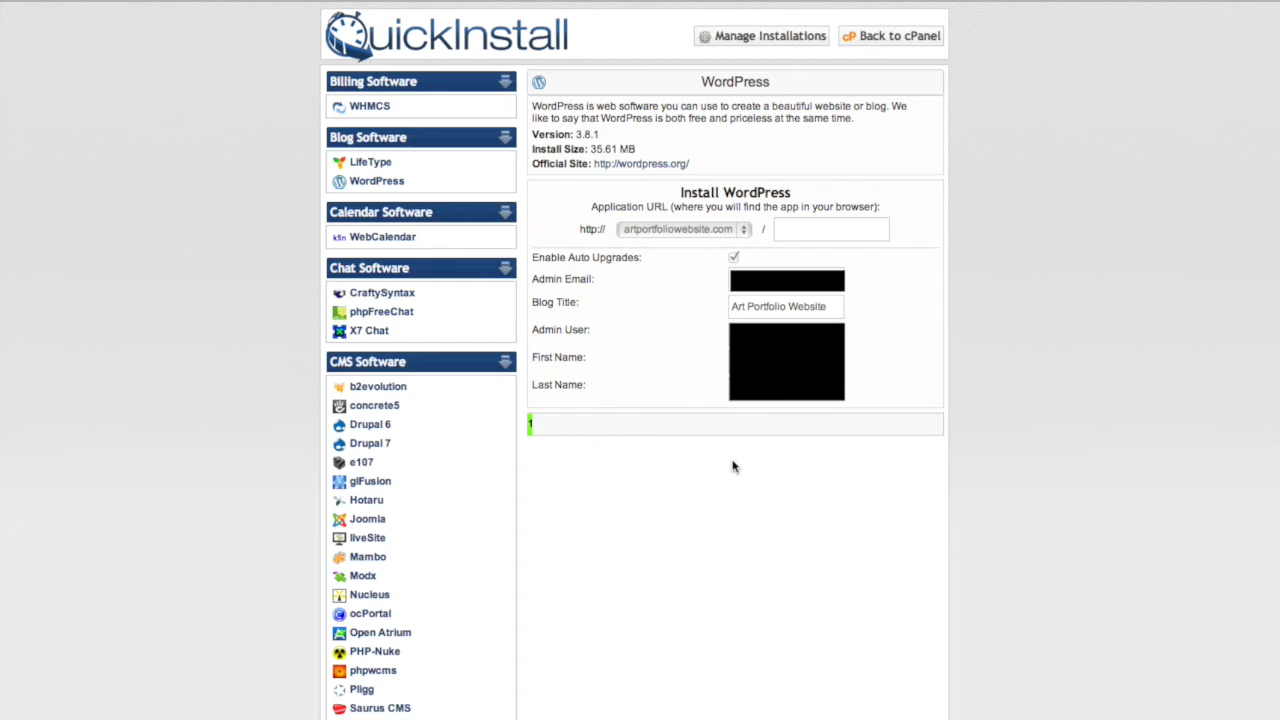 QuickInstall
Manage Installations
cP Back to cPanel
Billing Software
WHMCS
Blog Software
LifeType
WordPress
Calendar Software
k5n WebCalendar
Chat Software
CraftySyntax
phpFreeChat
X7 Chat
CMS Software
b2evolution
concrete5
Drupal 6
Drupal 7
e107
glFusion
Hotaru
Joomla
liveSite
Mambo
Modx
Nucleus
ocPortal
Open Atrium
PHP-Nuke
phpwcms
Pligg
Saurus CMS
WordPress
WordPress is web software you can use to create a beautiful website or blog. We
like to say that WordPress is both free and priceless at the same time.
Version: 3.8.1
Install Size: 35.61 MB
Official Site: http://wordpress.org/
Install WordPress
Application URL (where you will find the app in your browser):
http:// artportfoliowebsite.com /
Enable Auto Upgrades:
Admin Email:
Blog Title: Art Portfolio Website
Admin User:
First Name:
Last Name:
1